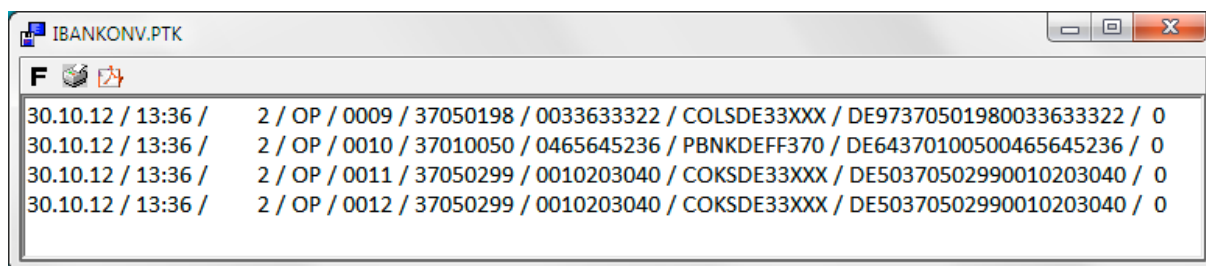 IBANKONV.PTK
F
30.10.12 / 13:36 / 2 / OP / 0009 / 37050198 / 0033633322 / COLSDE33XXX / DE97370501980033633322 / 0
30.10.12 / 13:36 / 2 / OP / 0010 / 37010050 / 0465645236 / PBNKDEFF370 / DE64370100500465645236 / 0
30.10.12 / 13:36 / 2 / OP / 0011 / 37050299 / 0010203040 / COKSDE33XXX / DE50370502990010203040 / 0
30.10.12 / 13:36 / 2 / OP / 0012 / 37050299 / 0010203040 / COKSDE33XXX / DE50370502990010203040 / 0